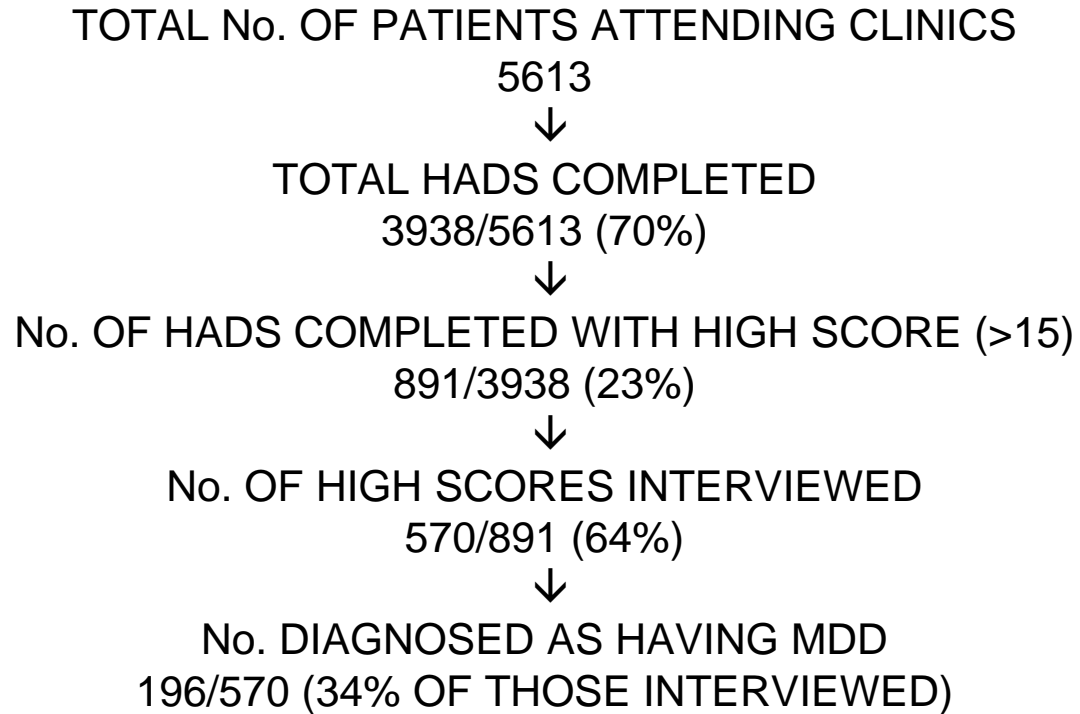 TOTAL No. OF PATIENTS ATTENDING CLINICS
5613
↓
TOTAL HADS COMPLETED
3938/5613 (70%)
↓
No. OF HADS COMPLETED WITH HIGH SCORE (>15)
891/3938 (23%)
↓
No. OF HIGH SCORES INTERVIEWED
570/891 (64%)
↓
No. DIAGNOSED AS HAVING MDD
196/570 (34% OF THOSE INTERVIEWED)